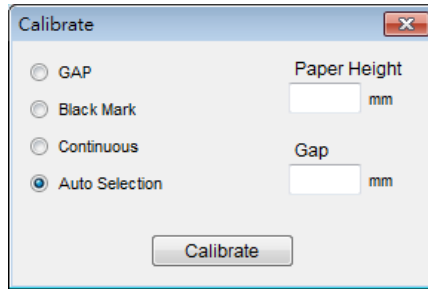 Calibrate
GAP
Black Mark
Continuous
Auto Selection
Paper Height
mm
Gap
mm
Calibrate